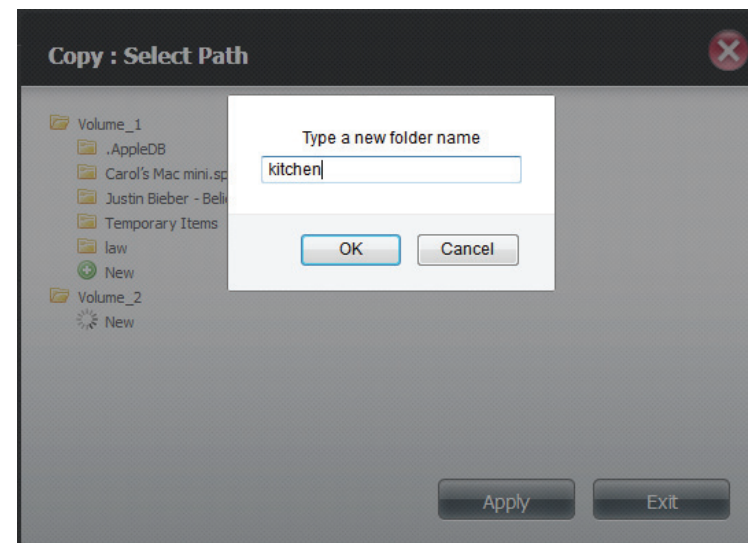 Copy : Select Path
Volume_1
.AppleDB
Carol's Mac mini.sp
Justin Bieber - Beli
Temporary Items
law
New
Volume_2
New
Type a new folder name
kitchen
OK Cancel
Apply Exit